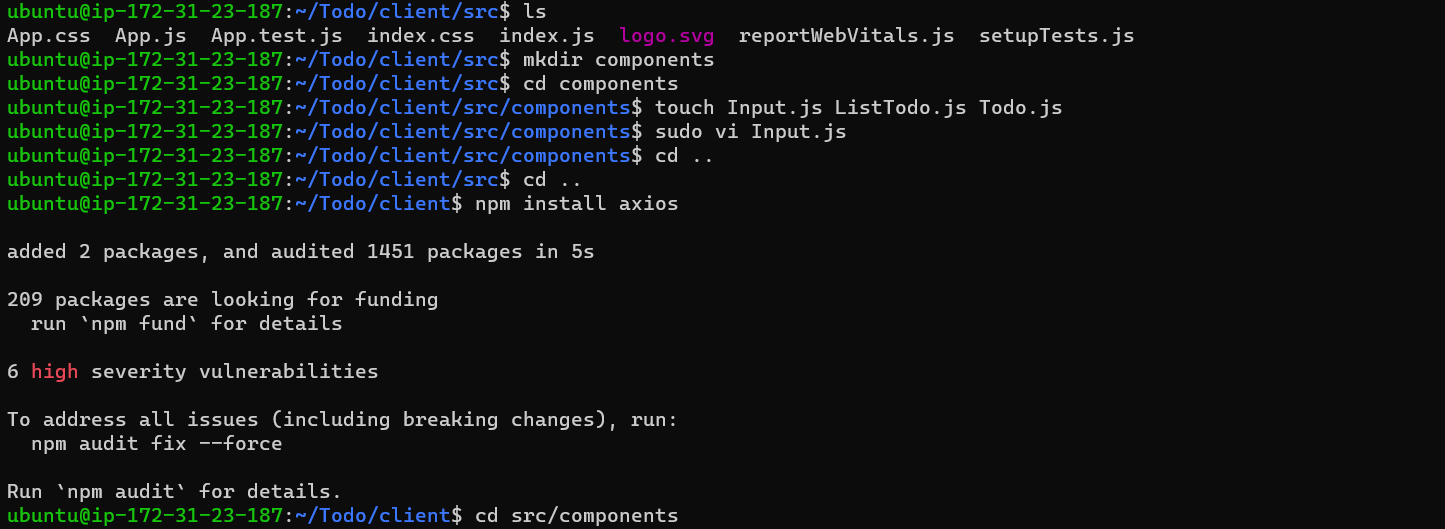 ubuntu@ip-172-31-23-187:~/Todo/client/src$ ls
App.css  App.js  App.test.js  index.css  index.js  logo.svg  reportWebVitals.js  setupTests.js
ubuntu@ip-172-31-23-187:~/Todo/client/src$ mkdir components
ubuntu@ip-172-31-23-187:~/Todo/client/src$ cd components
ubuntu@ip-172-31-23-187:~/Todo/client/src/components$ touch Input.js ListTodo.js Todo.js
ubuntu@ip-172-31-23-187:~/Todo/client/src/components$ sudo vi Input.js
ubuntu@ip-172-31-23-187:~/Todo/client/src/components$ cd ..
ubuntu@ip-172-31-23-187:~/Todo/client/src$ cd ..
ubuntu@ip-172-31-23-187:~/Todo/client$ npm install axios
added 2 packages, and audited 1451 packages in 5s
209 packages are looking for funding
  run `npm fund` for details
6 high severity vulnerabilities
To address all issues (including breaking changes), run:
  npm audit fix --force
Run `npm audit` for details.
ubuntu@ip-172-31-23-187:~/Todo/client$ cd src/components